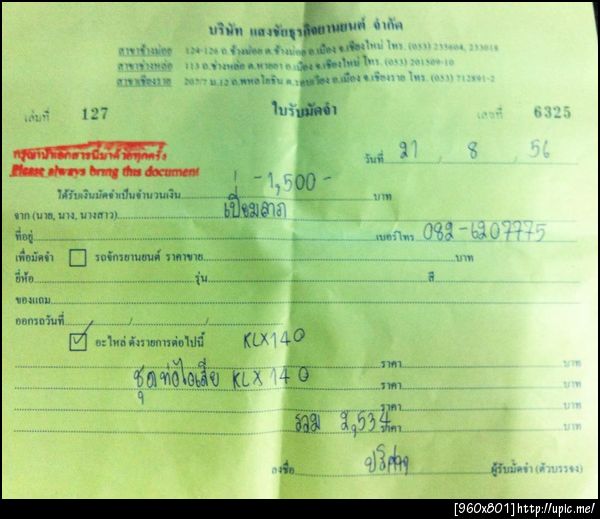 บริษัท แสงชัยธุรกิจยานยนต์ จำกัด
สาขาช้างม่อย 124-126 ถ.ช้างม่อย ต.ช้างม่อย อ.เมือง จ.เชียงใหม่ โทร. (053) 233604, 233014
สาขาช่างหล่อ 113 ถ.ช่างหล่อ ต.หายยา อ.เมือง จ.เชียงใหม่ โทร. (053) 201509-10
สาขาเชียงราย 207/7 ม.12 ถ.พหลโยธิน ต.รอบเวียง อ.เมือง จ.เชียงราย โทร. (053) 712891-2
เล่มที่ 127 ใบรับมัดจำ เลขที่ 6325
กรุณานำเอกสารนี้มาด้วยทุกครั้ง
Please always bring this document
วันที่ 21 , 8 , 56
ได้รับเงินมัดจำเป็นจำนวนเงิน -1,500- บาท
จาก (นาย, นาง, นางสาว) เปี่ยมลาภ
ที่อยู่ เบอร์โทร 082-6207775
เพื่อมัดจำ รถจักรยานยนต์ ราคาขาย บาท
ยี่ห้อ รุ่น สี
ของแถม
ออกรถวันที่ / /
อะไหล่ ดังรายการต่อไปนี้ KLX140
ราคา บาท
ชุดท่อไอเสีย KLX 140 ราคา บาท
ราคา บาท
รวม 2,534 ราคา บาท
ลงชื่อ ผู้รับมัดจำ (ตัวบรรจง)
[960x801] http://upic.me/